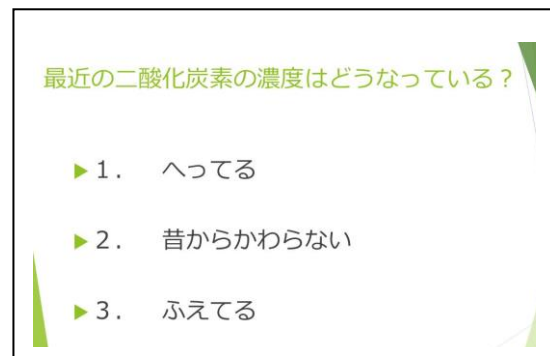 最近の二酸化炭素の濃度はどうなっている？
1． へってる
2． 昔からかわらない
3． ふえてる